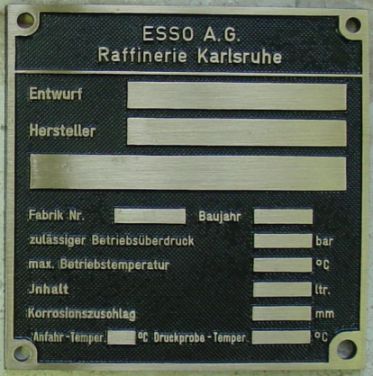 ESSO A.G.
Raffinerie Karlsruhe
Entwurf
Hersteller
Fabrik Nr. Baujahr
zulässiger Betriebsüberdruck bar
max. Betriebstemperatur °C
Jnhalt ltr.
Korrosionszuschlag mm
Anfahr-Temper. °C Druckprobe-Temper. °C